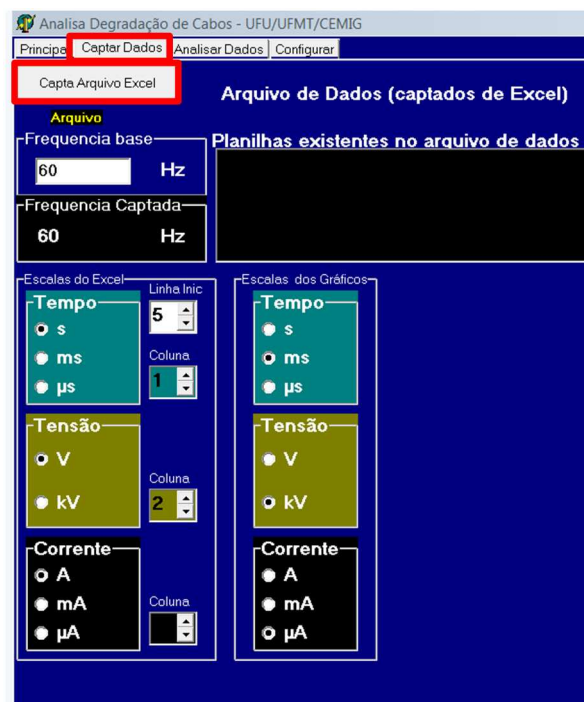 Analisa Degradação de Cabos - UFU/UFMT/CEMIG
Principa Captar Dados Analisar Dados Configurar
Capta Arquivo Excel
Arquivo de Dados (captados de Excel)
Arquivo
Frequencia base
Planilhas existentes no arquivo de dados
60 Hz
Frequencia Captada
60 Hz
Escalas do Excel
Linha Inic
Tempo
5
s
ms
Coluna
1
µs
Tensão
V
Coluna
kV
2
Corrente
A
mA
Coluna
µA
Escalas dos Gráficos
Tempo
s
ms
µs
Tensão
V
kV
Corrente
A
mA
µA